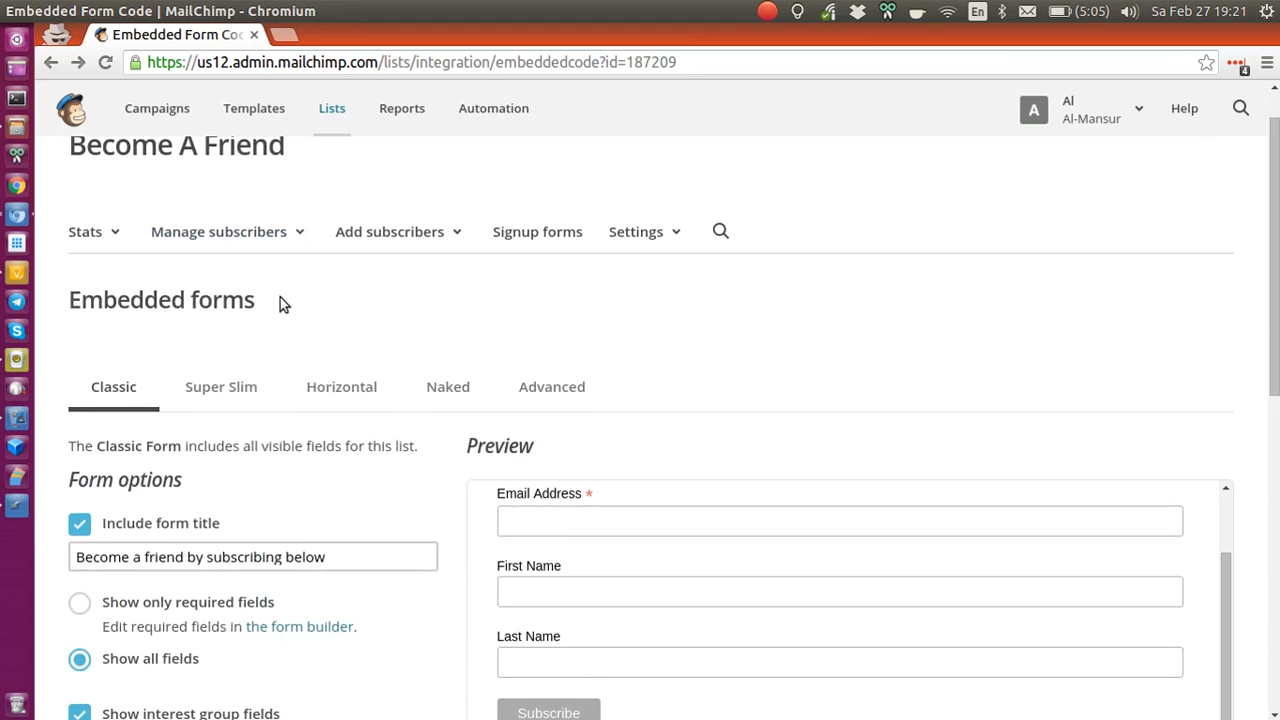 Embedded Form Code | MailChimp - Chromium
En
(5:05)
Sa Feb 27 19:21
Embedded Form Co
https://us12.admin.mailchimp.com/lists/integration/embeddedcode?id=187209
4
Campaigns
Templates
Lists
Reports
Automation
A
Al
Al-Mansur
Help
Become A Friend
Stats
Manage subscribers
Add subscribers
Signup forms
Settings
Embedded forms
Classic
Super Slim
Horizontal
Naked
Advanced
The Classic Form includes all visible fields for this list.
Form options
Include form title
Become a friend by subscribing below
Show only required fields
Edit required fields in the form builder.
Show all fields
Show interest group fields
Preview
Email Address *
First Name
Last Name
Subscribe